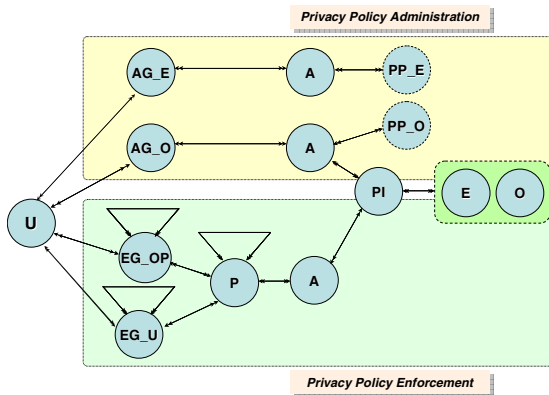 Privacy Policy Administration
AG_E
A
PP_E
AG_O
A
PP_O
PI
E
O
U
EG_OP
P
A
EG_U
Privacy Policy Enforcement